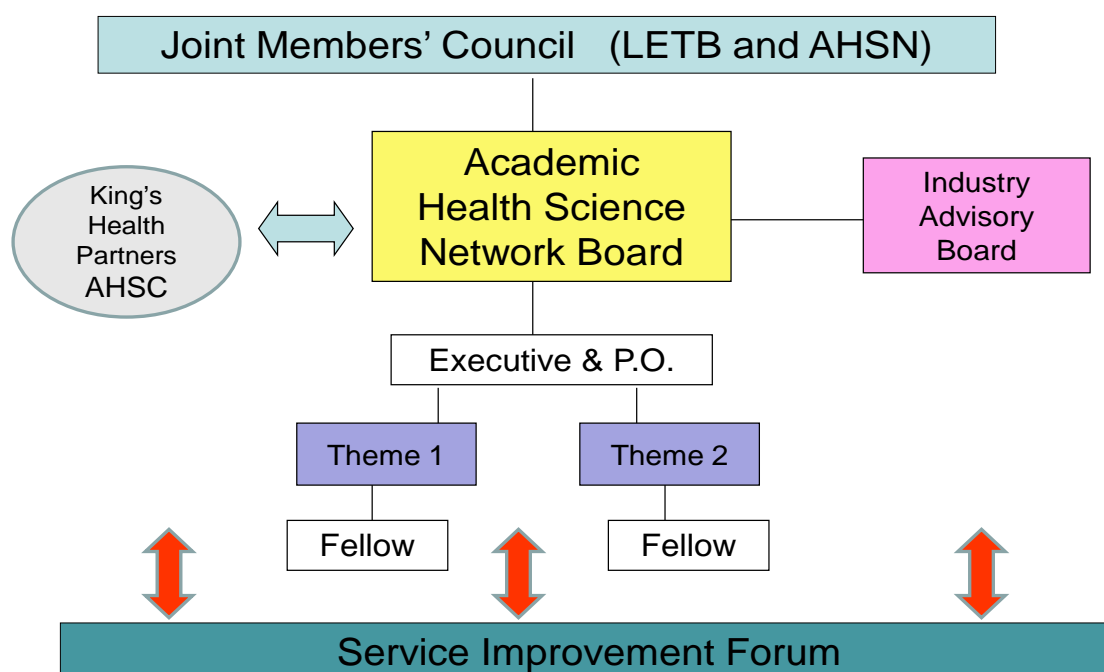 Joint Members’ Council   (LETB and AHSN)
Academic
Health Science
Network Board
King’s
Health
Partners
AHSC
Industry
Advisory
Board
Executive & P.O.
Theme 1
Theme 2
Fellow
Fellow
Service Improvement Forum